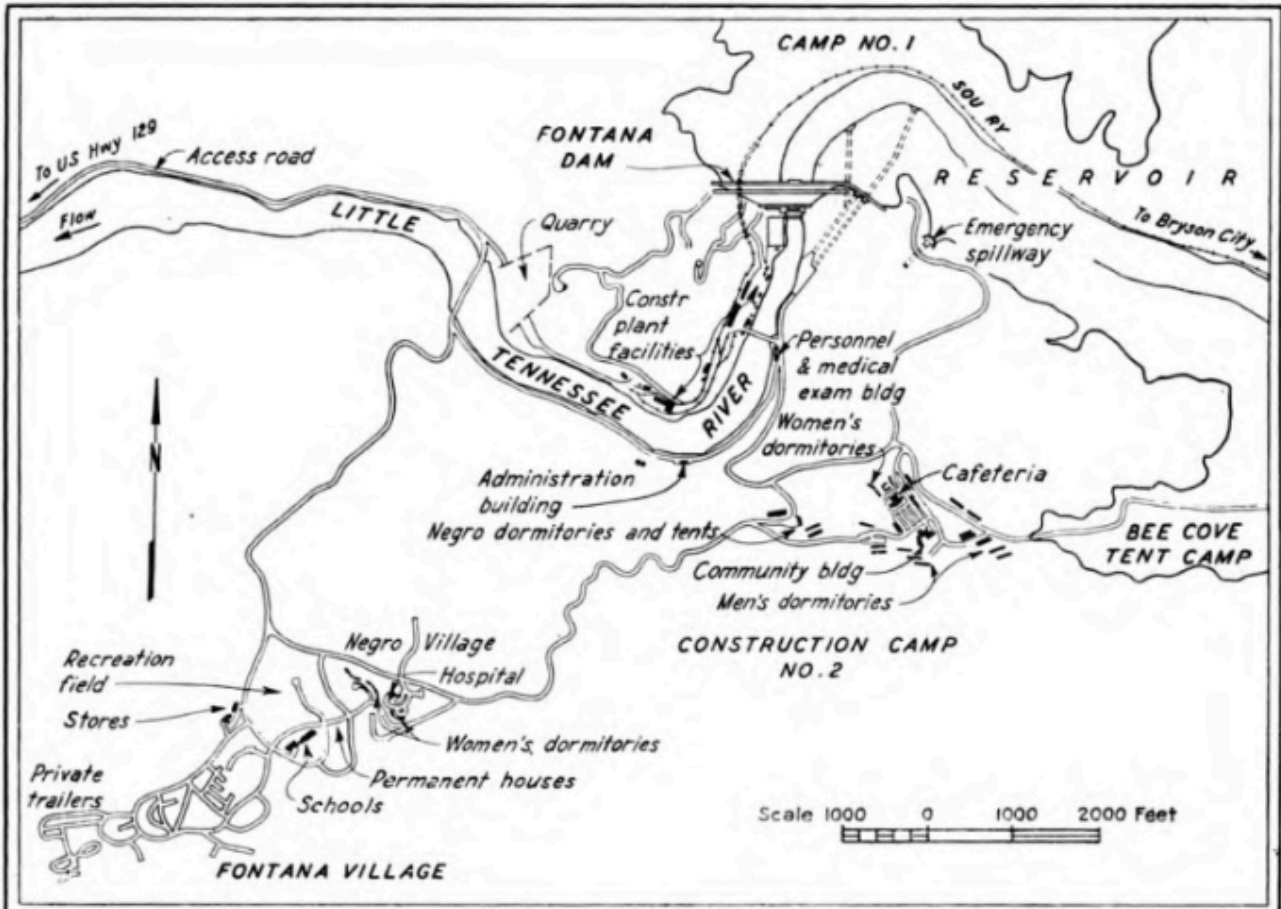 CAMP NO. 1
SOU RY
FONTANA
DAM
To US Hwy 129
Access road
RESERVOIR
LITTLE
Flow
Quarry
To Bryson City
Emergency
spillway
Constr
plant
facilities
Personnel
& medical
exam bldg
TENNESSEE
RIVER
Women's
dormitories
N
Cafeteria
Administration
building
Negro dormitories and tents
BEE COVE
TENT CAMP
Community bldg
Men's dormitories
CONSTRUCTION CAMP
NO. 2
Negro Village
Hospital
Recreation
field
Stores
Women's dormitories
Permanent houses
Schools
Private
trailers
FONTANA VILLAGE
Scale 1000 0 1000 2000 Feet